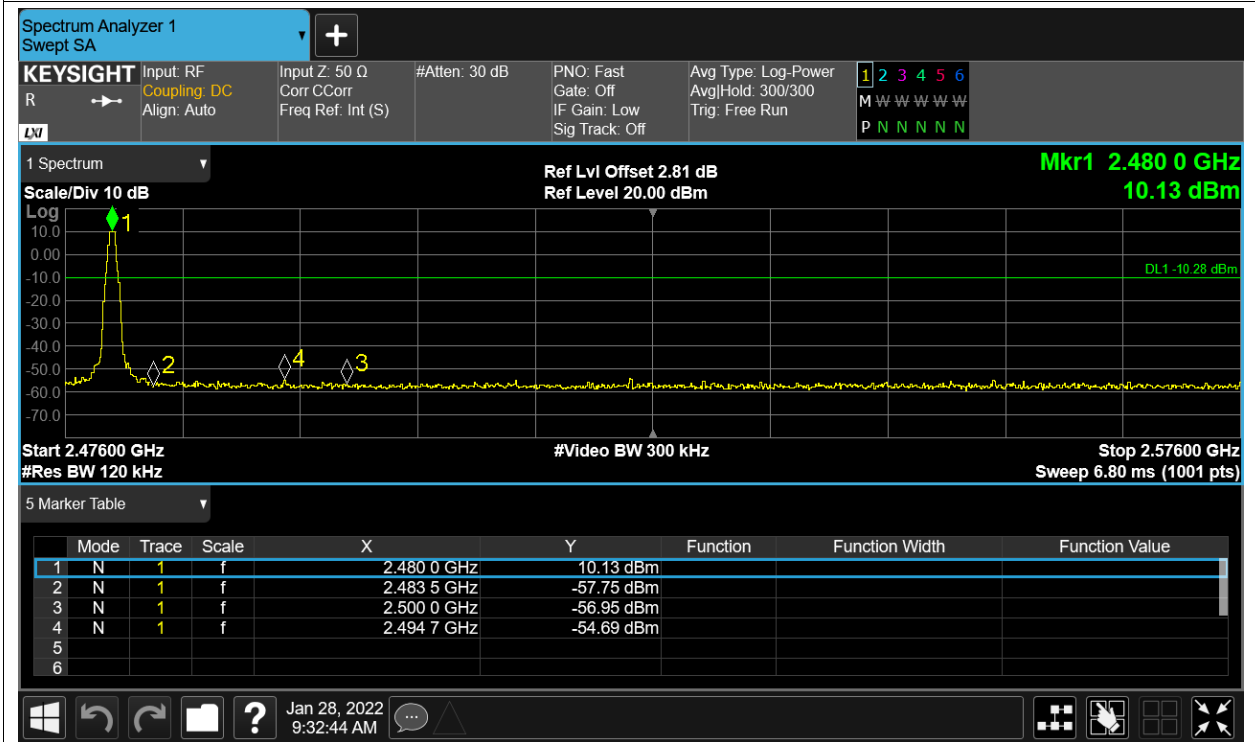 Spectrum Analyzer 1
Swept SA
+
KEYSIGHT Input: RF Input Z: 50 Ω #Atten: 30 dB PNO: Fast Avg Type: Log-Power 1 2 3 4 5 6
R Coupling: DC Corr CCorr Gate: Off Avg|Hold: 300/300 M W W W W W
Align: Auto Freq Ref: Int (S) IF Gain: Low Trig: Free Run
LXI Sig Track: Off P N N N N N
1 Spectrum Ref Lvl Offset 2.81 dB Mkr1 2.480 0 GHz
Scale/Div 10 dB Ref Level 20.00 dBm 10.13 dBm
Log
1
10.0
0.00
DL1 -10.28 dBm
-10.0
-20.0
-30.0
-40.0
2 4 3
-50.0
-60.0
-70.0
Start 2.47600 GHz #Video BW 300 kHz Stop 2.57600 GHz
#Res BW 120 kHz Sweep 6.80 ms (1001 pts)
5 Marker Table
Mode Trace Scale X Y Function Function Width Function Value
1 N 1 f 2.480 0 GHz 10.13 dBm
2 N 1 f 2.483 5 GHz -57.75 dBm
3 N 1 f 2.500 0 GHz -56.95 dBm
4 N 1 f 2.494 7 GHz -54.69 dBm
5
6
? Jan 28, 2022
9:32:44 AM